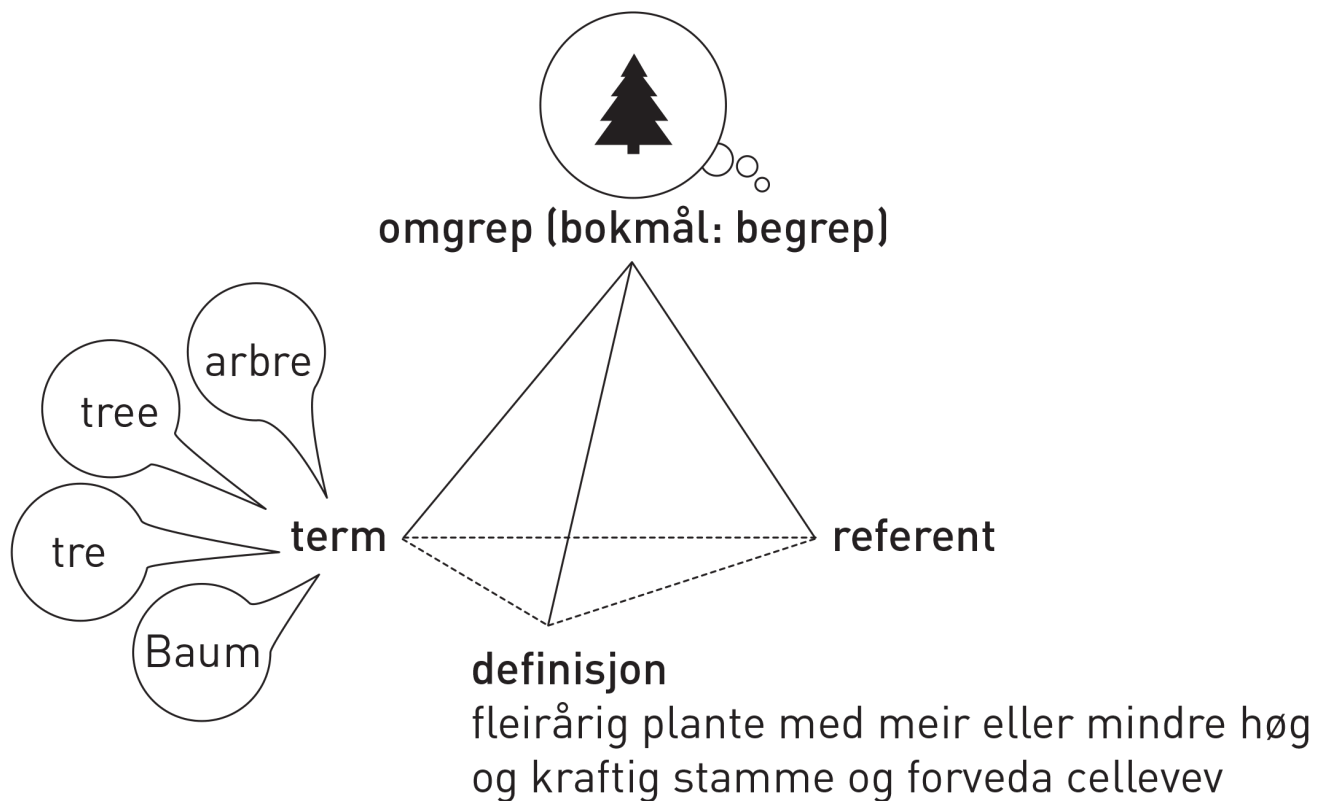 omgrep (bokmål: begrep)
arbre
tree
tre
Baum
term
referent
definisjon
fleirårig plante med meir eller mindre høg
og kraftig stamme og forveda cellevev